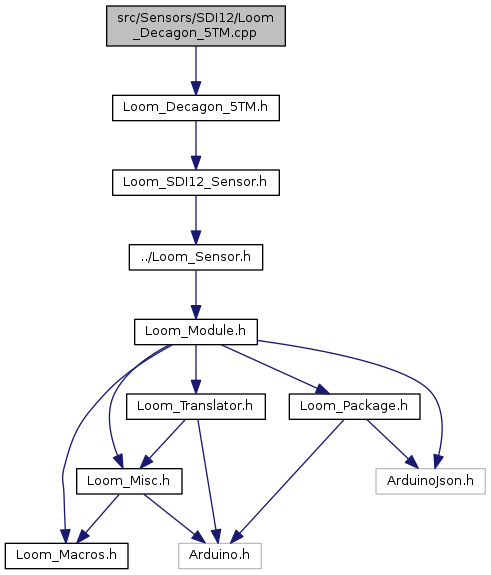 src/Sensors/SDI12/Loom
_Decagon_5TM.cpp
Loom_Decagon_5TM.h
Loom_SDI12_Sensor.h
../Loom_Sensor.h
Loom_Module.h
Loom_Translator.h
Loom_Package.h
Loom_Misc.h
ArduinoJson.h
Loom_Macros.h
Arduino.h